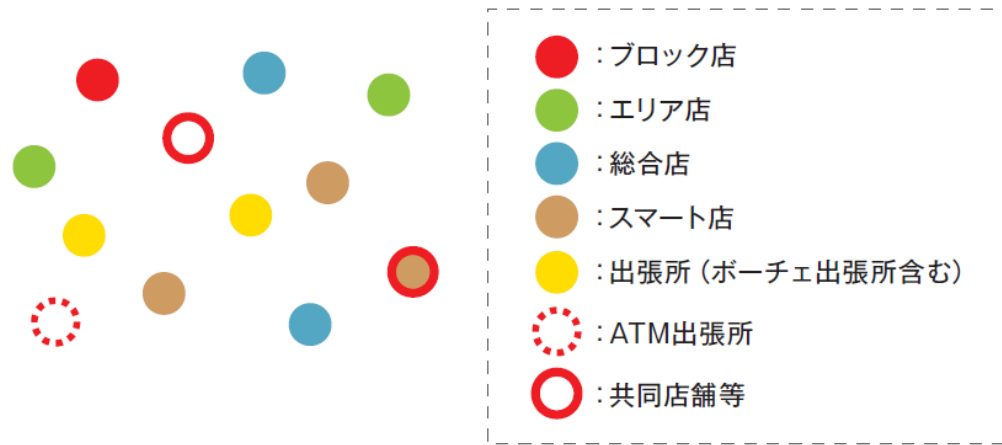 ：ブロック店
：エリア店
：総合店
：スマート店
：出張所（ボーチェ出張所含む）
：ATM出張所
：共同店舗等